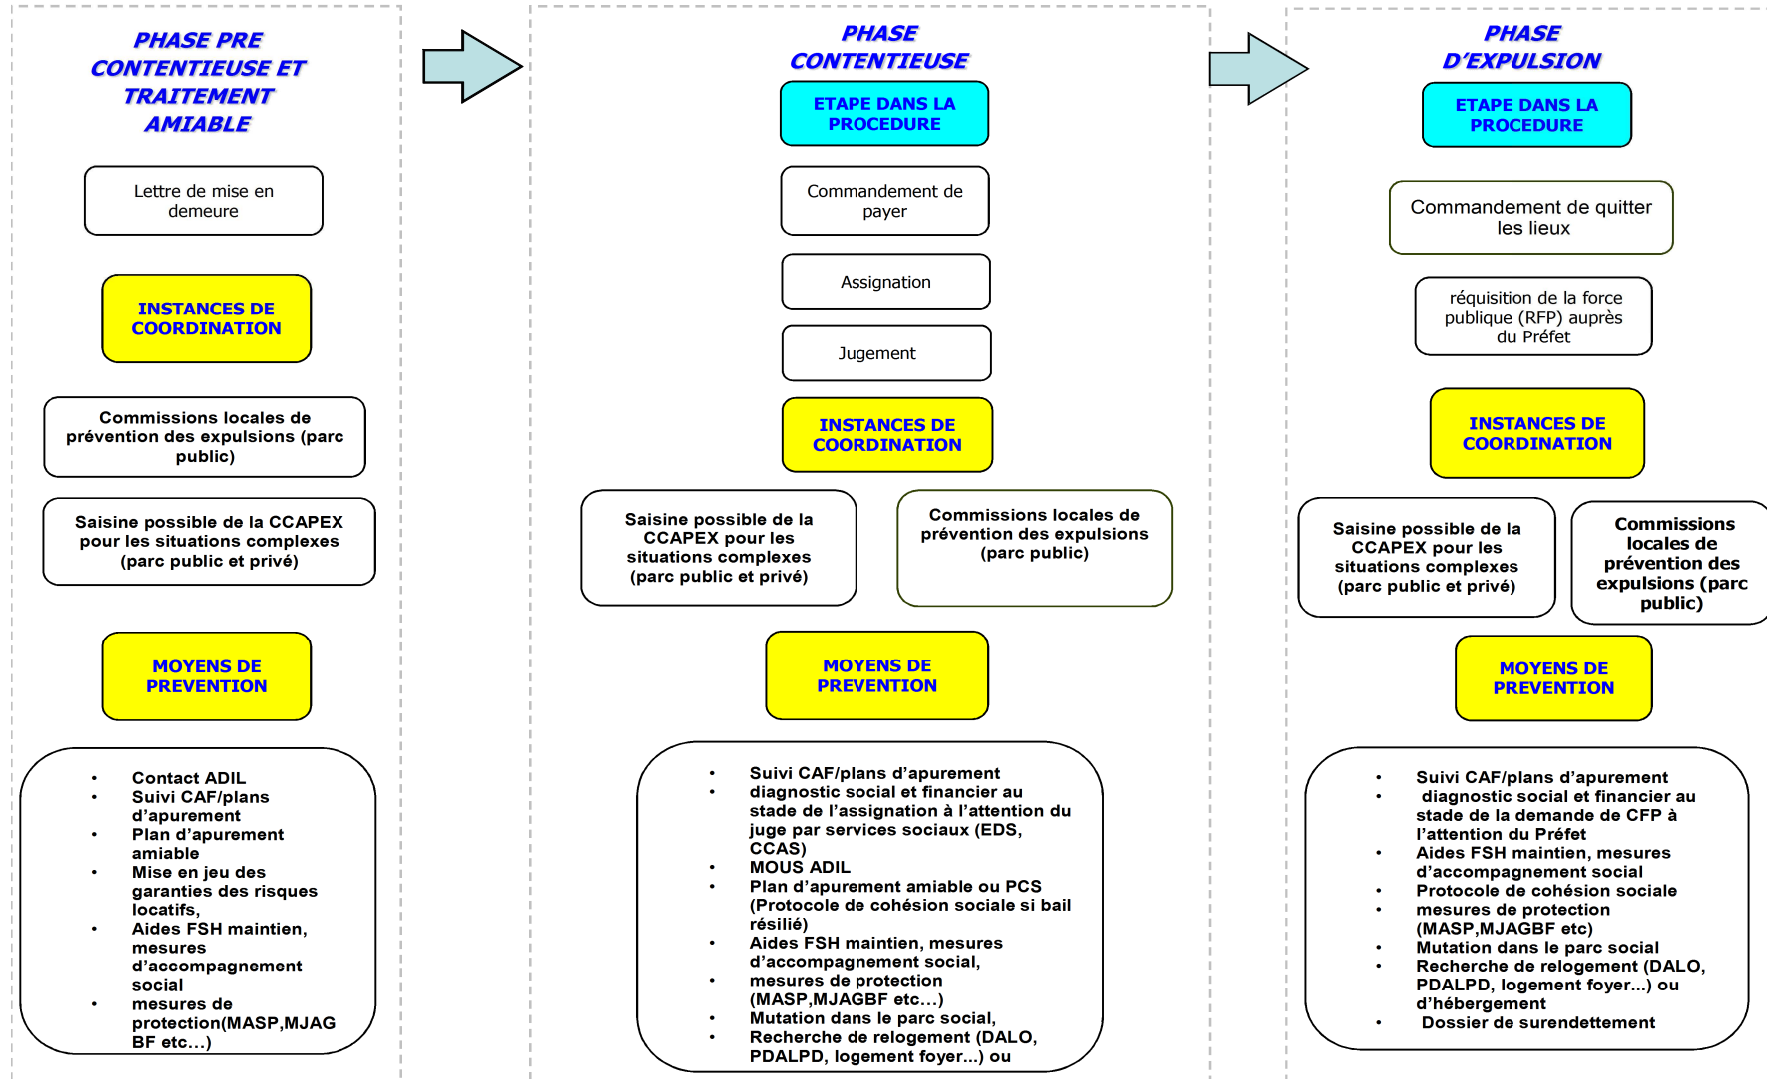 PHASE PRE
CONTENTIEUSE ET
TRAITEMENT
AMIABLE
Lettre de mise en
demeure
INSTANCES DE
COORDINATION
Commissions locales de
prévention des expulsions (parc
public)
Saisine possible de la CCAPEX
pour les situations complexes
(parc public et privé)
MOYENS DE
PREVENTION
• Contact ADIL
• Suivi CAF/plans
d’apurement
• Plan d’apurement
amiable
• Mise en jeu des
garanties des risques
locatifs,
• Aides FSH maintien,
mesures
d’accompagnement
social
• mesures de
protection(MASP,MJAG
BF etc...)
PHASE
CONTENTIEUSE
ETAPE DANS LA
PROCEDURE
Commandement de
payer
Assignation
Jugement
INSTANCES DE
COORDINATION
Saisine possible de la
CCAPEX pour les
situations complexes
(parc public et privé)
Commissions locales de
prévention des expulsions
(parc public)
MOYENS DE
PREVENTION
• Suivi CAF/plans d’apurement
• diagnostic social et financier au
stade de l’assignation à l’attention du
juge par services sociaux (EDS,
CCAS)
• MOUS ADIL
• Plan d’apurement amiable ou PCS
(Protocole de cohésion sociale si bail
résilié)
• Aides FSH maintien, mesures
d’accompagnement social,
• mesures de protection
(MASP,MJAGBF etc...)
• Mutation dans le parc social,
• Recherche de relogement (DALO,
PDALPD, logement foyer...) ou
PHASE
D’EXPULSION
ETAPE DANS LA
PROCEDURE
Commandement de quitter
les lieux
réquisition de la force
publique (RFP) auprès
du Préfet
INSTANCES DE
COORDINATION
Saisine possible de la
CCAPEX pour les
situations complexes
(parc public et privé)
Commissions
locales de
prévention des
expulsions (parc
public)
MOYENS DE
PREVENTION
• Suivi CAF/plans d’apurement
• diagnostic social et financier au
stade de la demande de CFP à
l’attention du Préfet
• Aides FSH maintien, mesures
d’accompagnement social
• Protocole de cohésion sociale
• mesures de protection
(MASP,MJAGBF etc)
• Mutation dans le parc social
• Recherche de relogement (DALO,
PDALPD, logement foyer...) ou
d’hébergement
• Dossier de surendettement